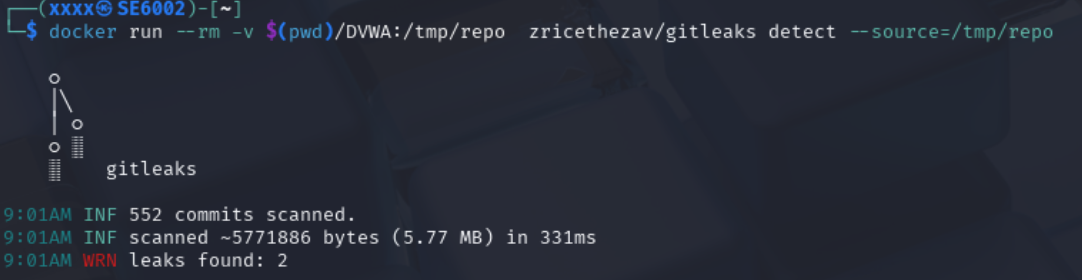 ┌──(xxxx㉿SE6002)-[~]
└─$ docker run --rm -v $(pwd)/DVWA:/tmp/repo  zricethezav/gitleaks detect --source=/tmp/repo
○
│╲
│ ○
○ ░
░    gitleaks
9:01AM INF 552 commits scanned.
9:01AM INF scanned ~5771886 bytes (5.77 MB) in 331ms
9:01AM WRN leaks found: 2